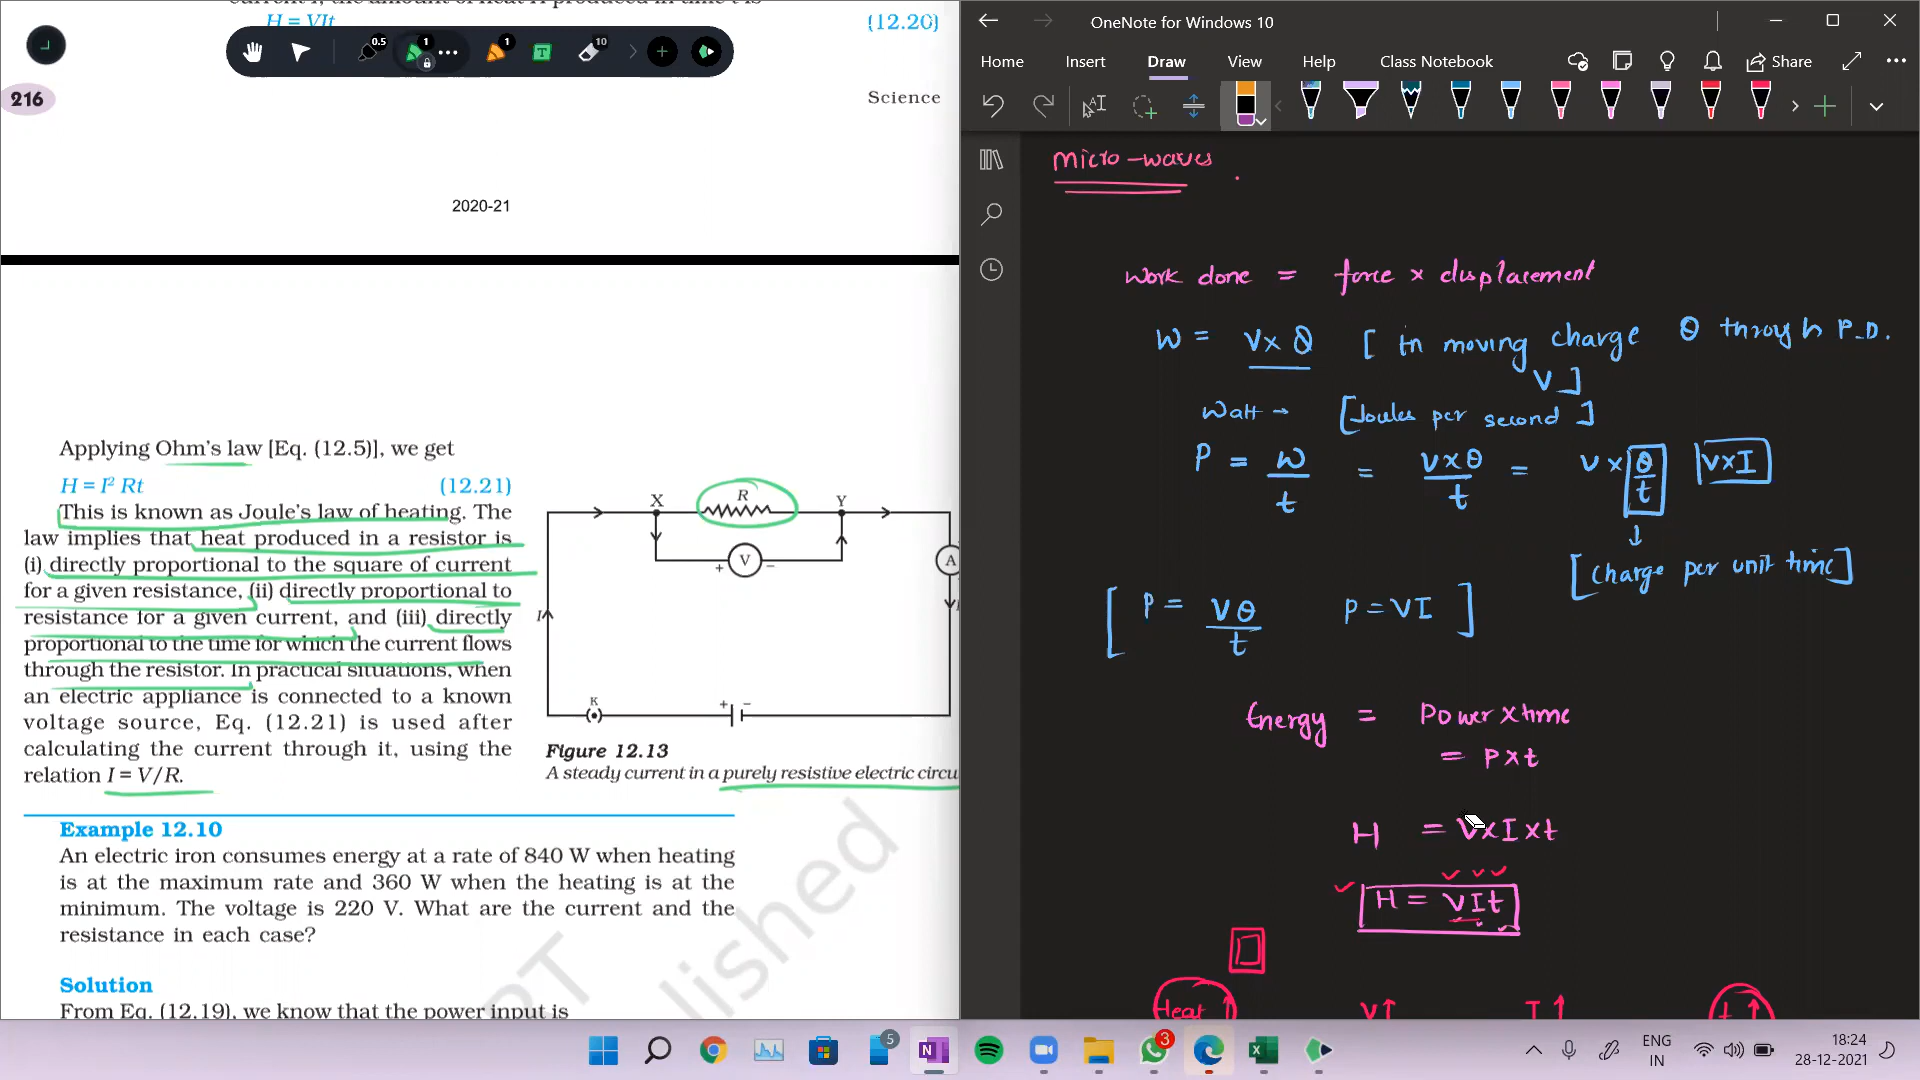 H = VIt
(12.20)
0.5
1
1
10
216
Science
2020-21
Applying Ohm's law [Eq. (12.5)], we get
H = I² Rt (12.21)
This is known as Joule's law of heating. The
law implies that heat produced in a resistor is
(i) directly proportional to the square of current
for a given resistance, (ii) directly proportional to
resistance for a given current, and (iii) directly
proportional to the time for which the current flows
through the resistor. In practical situations, when
an electric appliance is connected to a known
voltage source, Eq. (12.21) is used after
calculating the current through it, using the
relation I = V/R.
X
R
Y
+ V −
A
I
K
+ −
Figure 12.13
A steady current in a purely resistive electric circu
Example 12.10
An electric iron consumes energy at a rate of 840 W when heating
is at the maximum rate and 360 W when the heating is at the
minimum. The voltage is 220 V. What are the current and the
resistance in each case?
Solution
From Eq. (12.19), we know that the power input is
lished
OneNote for Windows 10
Home Insert Draw View Help Class Notebook Share
Micro-waves
Work done = force × displacement
W = V×Q [ In moving charge Q through P.D.
V ]
Watt → [Joules per second]
P = W/t = V×Q/t = V×Q/t V×I
[Charge per unit time]
[ P = VQ/t P = VI ]
Energy = Power×time
= P×t
H = V×I×t
H = VIt
Heat ↑ V↑ I↑ t↑
5
3
ENG
IN
18:24
28-12-2021